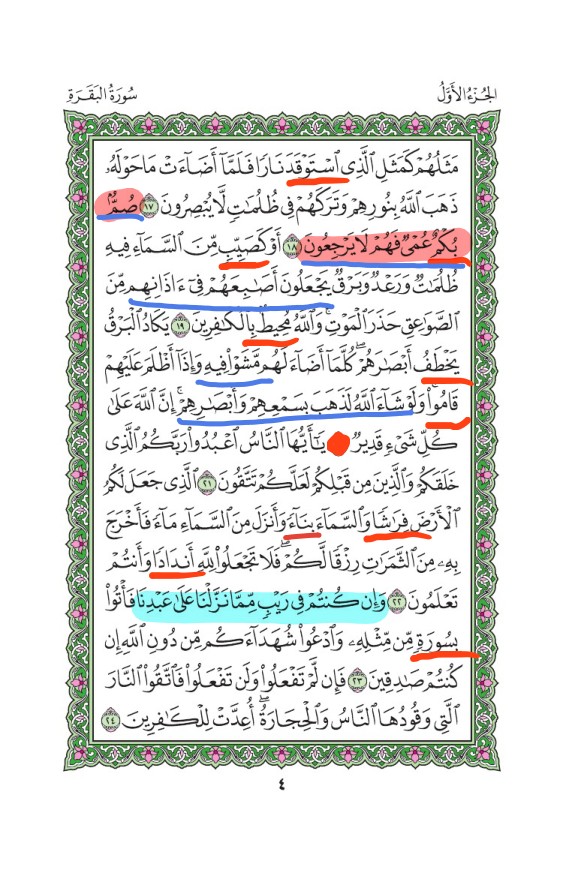 الجُزْءُ الأَوَّلُ
سُورَةُ البَقَرَةِ
مَثَلُهُمْ كَمَثَلِ ٱلَّذِى ٱسْتَوْقَدَ نَارًا فَلَمَّآ أَضَآءَتْ مَا حَوْلَهُۥ
ذَهَبَ ٱللَّهُ بِنُورِهِمْ وَتَرَكَهُمْ فِى ظُلُمَٰتٍ لَّا يُبْصِرُونَ ١٧ صُمٌّۢ
بُكْمٌ عُمْىٌ فَهُمْ لَا يَرْجِعُونَ ١٨ أَوْ كَصَيِّبٍ مِّنَ ٱلسَّمَآءِ فِيهِ
ظُلُمَٰتٌ وَرَعْدٌ وَبَرْقٌ يَجْعَلُونَ أَصَٰبِعَهُمْ فِىٓ ءَاذَانِهِم مِّنَ
ٱلصَّوَٰعِقِ حَذَرَ ٱلْمَوْتِ ۚ وَٱللَّهُ مُحِيطٌۢ بِٱلْكَٰفِرِينَ ١٩ يَكَادُ ٱلْبَرْقُ
يَخْطَفُ أَبْصَٰرَهُمْ ۖ كُلَّمَآ أَضَآءَ لَهُم مَّشَوْا۟ فِيهِ وَإِذَآ أَظْلَمَ عَلَيْهِمْ
قَامُوا۟ ۚ وَلَوْ شَآءَ ٱللَّهُ لَذَهَبَ بِسَمْعِهِمْ وَأَبْصَٰرِهِمْ ۚ إِنَّ ٱللَّهَ عَلَىٰ
كُلِّ شَىْءٍ قَدِيرٌ يَٰٓأَيُّهَا ٱلنَّاسُ ٱعْبُدُوا۟ رَبَّكُمُ ٱلَّذِى
خَلَقَكُمْ وَٱلَّذِينَ مِن قَبْلِكُمْ لَعَلَّكُمْ تَتَّقُونَ ٢١ ٱلَّذِى جَعَلَ لَكُمُ
ٱلْأَرْضَ فِرَٰشًا وَٱلسَّمَآءَ بِنَآءً وَأَنزَلَ مِنَ ٱلسَّمَآءِ مَآءً فَأَخْرَجَ
بِهِۦ مِنَ ٱلثَّمَرَٰتِ رِزْقًا لَّكُمْ ۖ فَلَا تَجْعَلُوا۟ لِلَّهِ أَندَادًا وَأَنتُمْ
تَعْلَمُونَ ٢٢ وَإِن كُنتُمْ فِى رَيْبٍ مِّمَّا نَزَّلْنَا عَلَىٰ عَبْدِنَا فَأْتُوا۟
بِسُورَةٍ مِّن مِّثْلِهِۦ وَٱدْعُوا۟ شُهَدَآءَكُم مِّن دُونِ ٱللَّهِ إِن
كُنتُمْ صَٰدِقِينَ ٢٣ فَإِن لَّمْ تَفْعَلُوا۟ وَلَن تَفْعَلُوا۟ فَٱتَّقُوا۟ ٱلنَّارَ
ٱلَّتِى وَقُودُهَا ٱلنَّاسُ وَٱلْحِجَارَةُ ۖ أُعِدَّتْ لِلْكَٰفِرِينَ ٢٤
٤